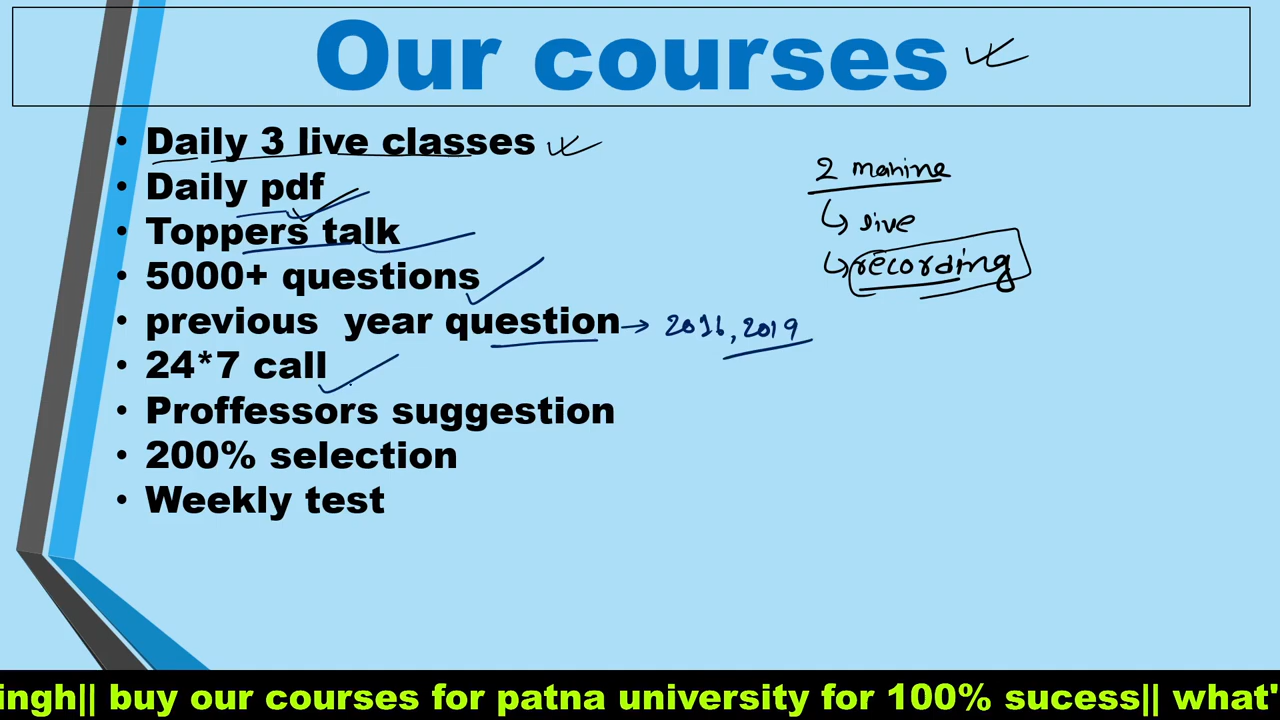 Our courses
• Daily 3 live classes
• Daily pdf
• Toppers talk
• 5000+ questions
• previous year question → 2016, 2019
• 24*7 call
• Proffessors suggestion
• 200% selection
• Weekly test
2 mahine
live
recording
ingh|| buy our courses for patna university for 100% sucess|| what'